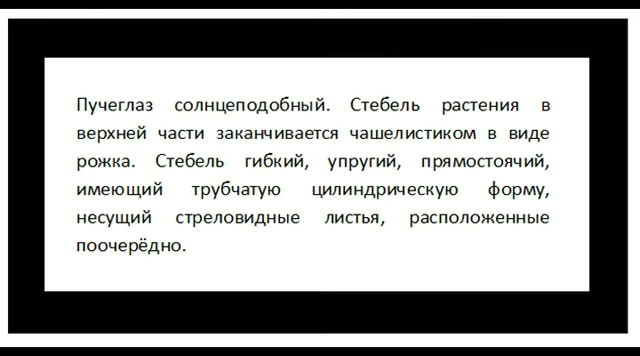 Пучеглаз солнцеподобный. Стебель растения в
верхней части заканчивается чашелистиком в виде
рожка. Стебель гибкий, упругий, прямостоячий,
имеющий трубчатую цилиндрическую форму,
несущий стреловидные листья, расположенные
поочерёдно.